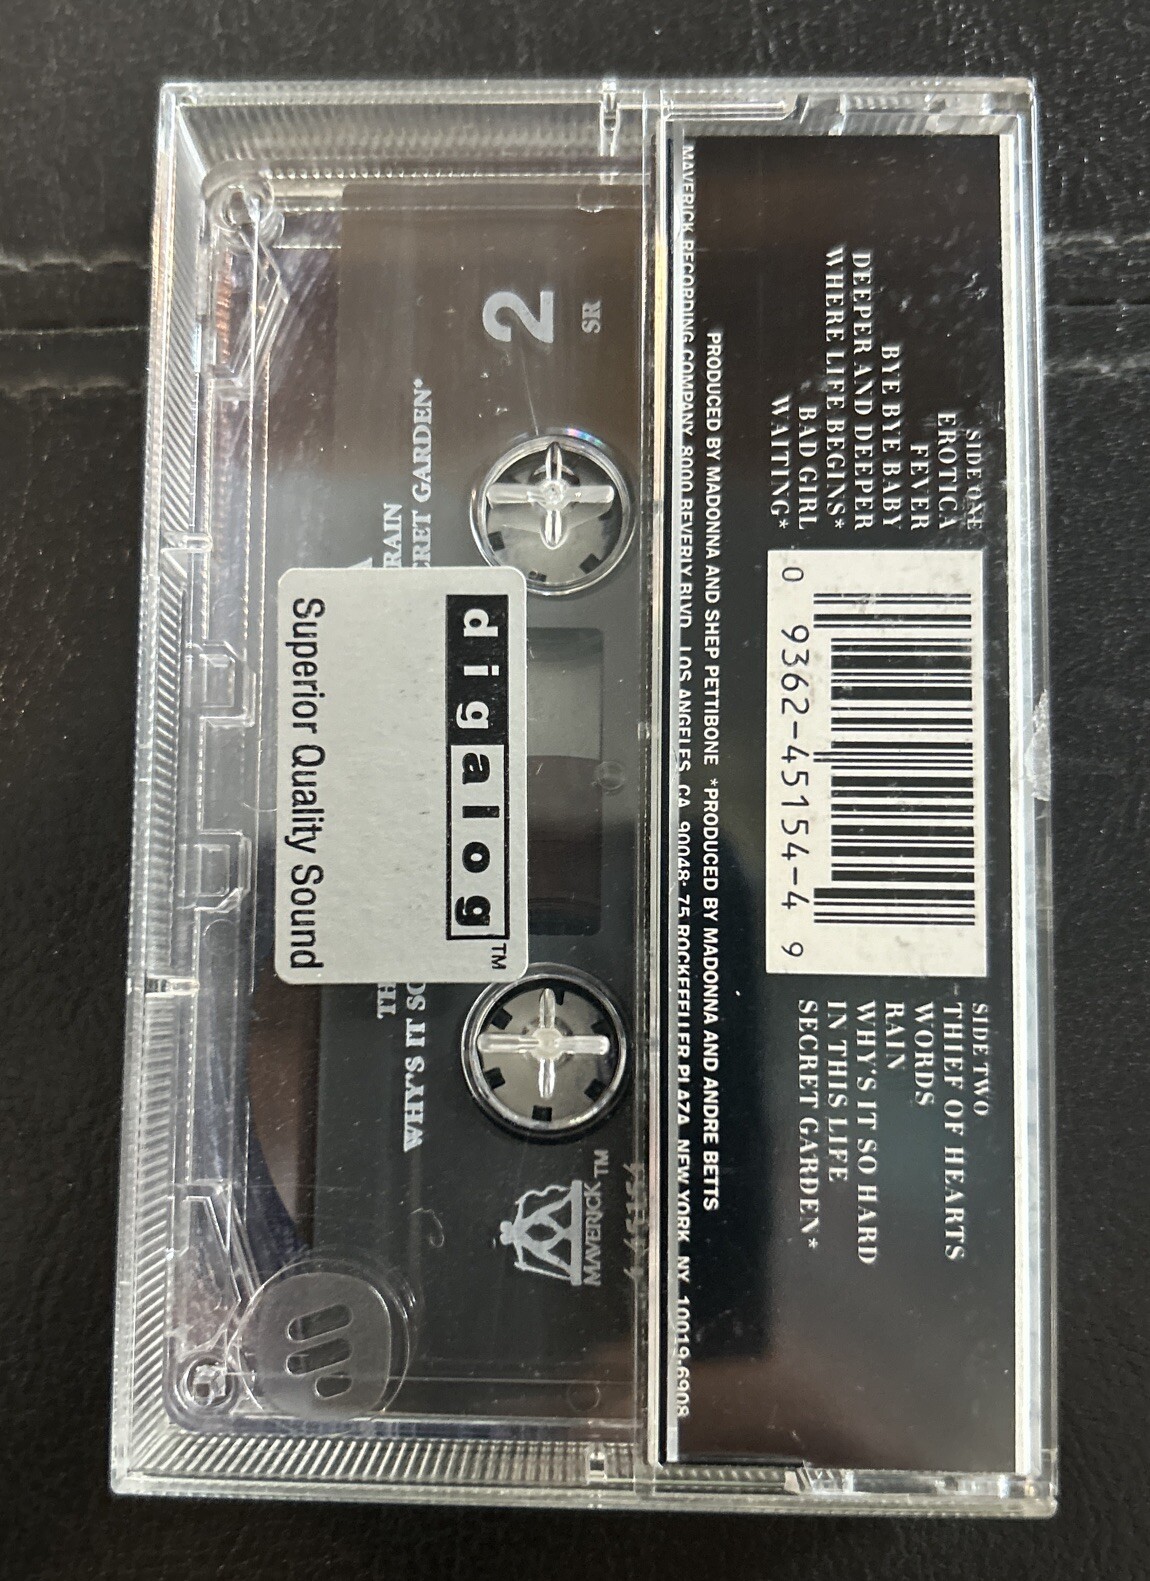 SIDE ONE
EROTICA
FEVER
BYE BYE BABY
DEEPER AND DEEPER
WHERE LIFE BEGINS*
BAD GIRL
WAITING*
0 9362-45154-4 9
SIDE TWO
THIEF OF HEARTS
WORDS
RAIN
WHY'S IT SO HARD
IN THIS LIFE
SECRET GARDEN*
PRODUCED BY MADONNA AND SHEP PETTIBONE *PRODUCED BY MADONNA AND ANDRE BETTS
MAVERICK RECORDING COMPANY 8000 BEVERLY BLVD. LOS ANGELES, CA 90048· 75 ROCKEFELLER PLAZA NEW YORK NY 10019-6908
2
SR
MAVERICK™
WHY'S IT
GARDEN*
RAIN
digalog™
Superior Quality Sound